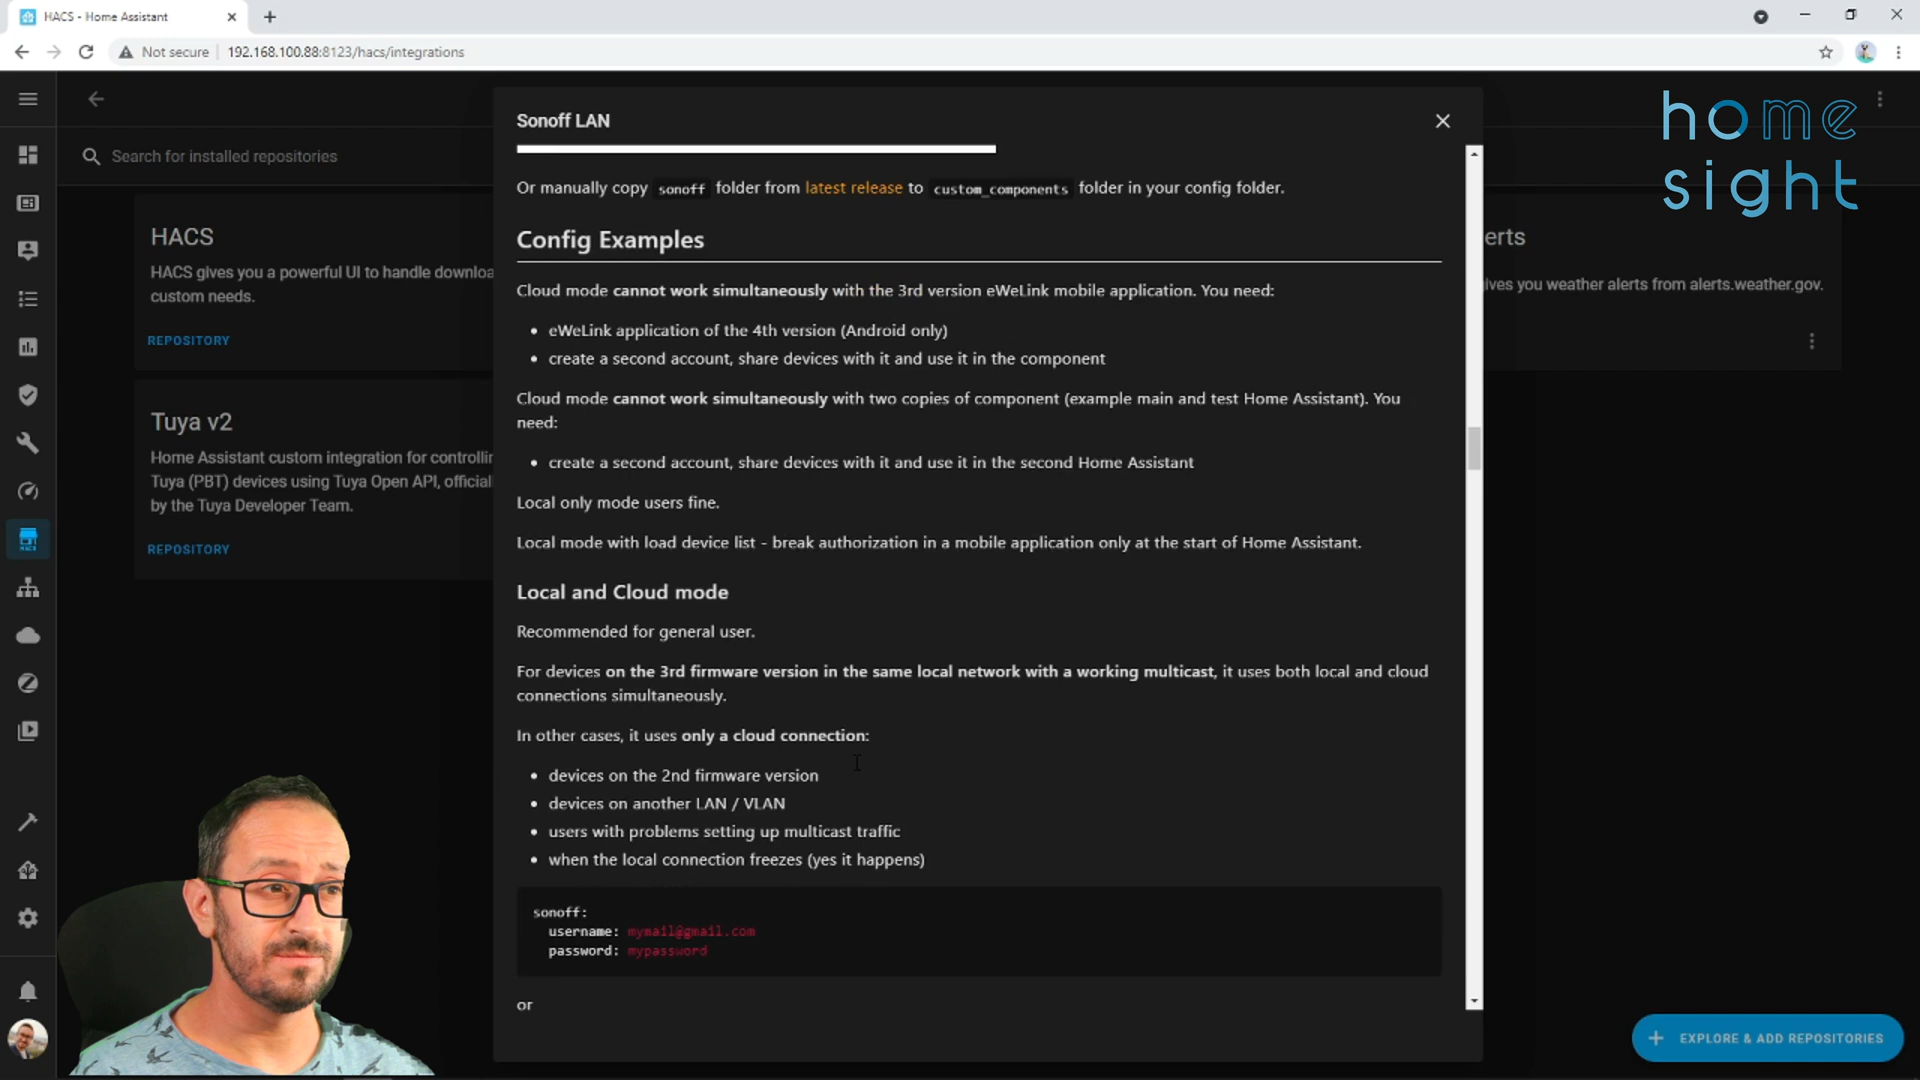 HACS - Home Assistant
Not secure
192.168.100.88:8123/hacs/integrations
home
sight
Search for installed repositories
HACS
HACS gives you a powerful UI to handle downloa
custom needs.
REPOSITORY
Tuya v2
Home Assistant custom integration for controllin
Tuya (PBT) devices using Tuya Open API, official
by the Tuya Developer Team.
REPOSITORY
erts
ives you weather alerts from alerts.weather.gov.
Sonoff LAN
Or manually copy sonoff folder from latest release to custom_components folder in your config folder.
Config Examples
Cloud mode cannot work simultaneously with the 3rd version eWeLink mobile application. You need:
• eWeLink application of the 4th version (Android only)
• create a second account, share devices with it and use it in the component
Cloud mode cannot work simultaneously with two copies of component (example main and test Home Assistant). You
need:
• create a second account, share devices with it and use it in the second Home Assistant
Local only mode users fine.
Local mode with load device list - break authorization in a mobile application only at the start of Home Assistant.
Local and Cloud mode
Recommended for general user.
For devices on the 3rd firmware version in the same local network with a working multicast, it uses both local and cloud
connections simultaneously.
In other cases, it uses only a cloud connection:
• devices on the 2nd firmware version
• devices on another LAN / VLAN
• users with problems setting up multicast traffic
• when the local connection freezes (yes it happens)
sonoff:
username: mymail@gmail.com
password: mypassword
or
HACS
+ EXPLORE & ADD REPOSITORIES